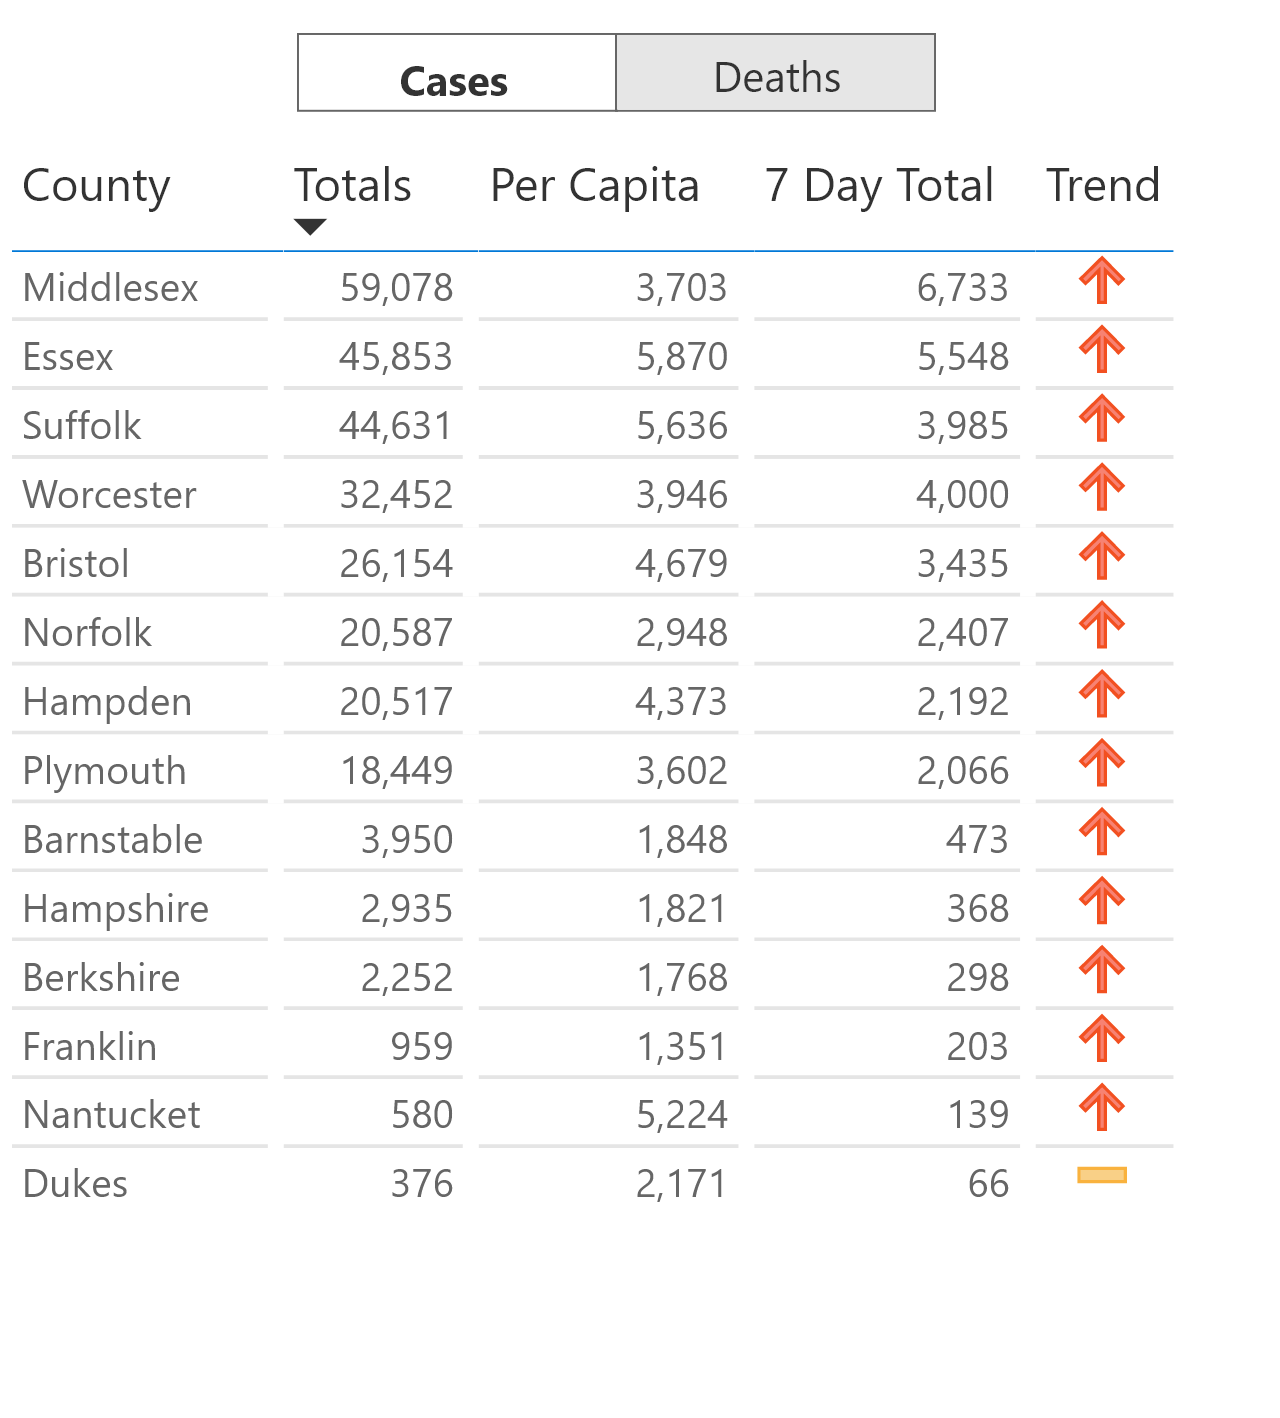 Cases Deaths
County Totals Per Capita 7 Day Total Trend
Middlesex 59,078 3,703 6,733
Essex 45,853 5,870 5,548
Suffolk 44,631 5,636 3,985
Worcester 32,452 3,946 4,000
Bristol 26,154 4,679 3,435
Norfolk 20,587 2,948 2,407
Hampden 20,517 4,373 2,192
Plymouth 18,449 3,602 2,066
Barnstable 3,950 1,848 473
Hampshire 2,935 1,821 368
Berkshire 2,252 1,768 298
Franklin 959 1,351 203
Nantucket 580 5,224 139
Dukes 376 2,171 66